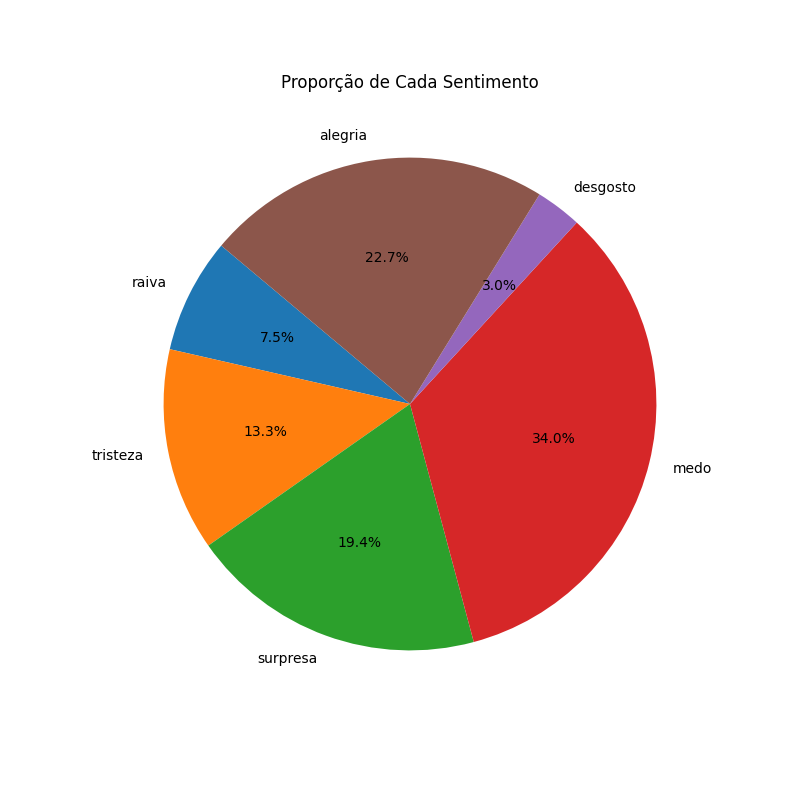 Proporção de Cada Sentimento
alegria
desgosto
22.7%
raiva
3.0%
7.5%
13.3%
34.0%
tristeza
medo
19.4%
surpresa